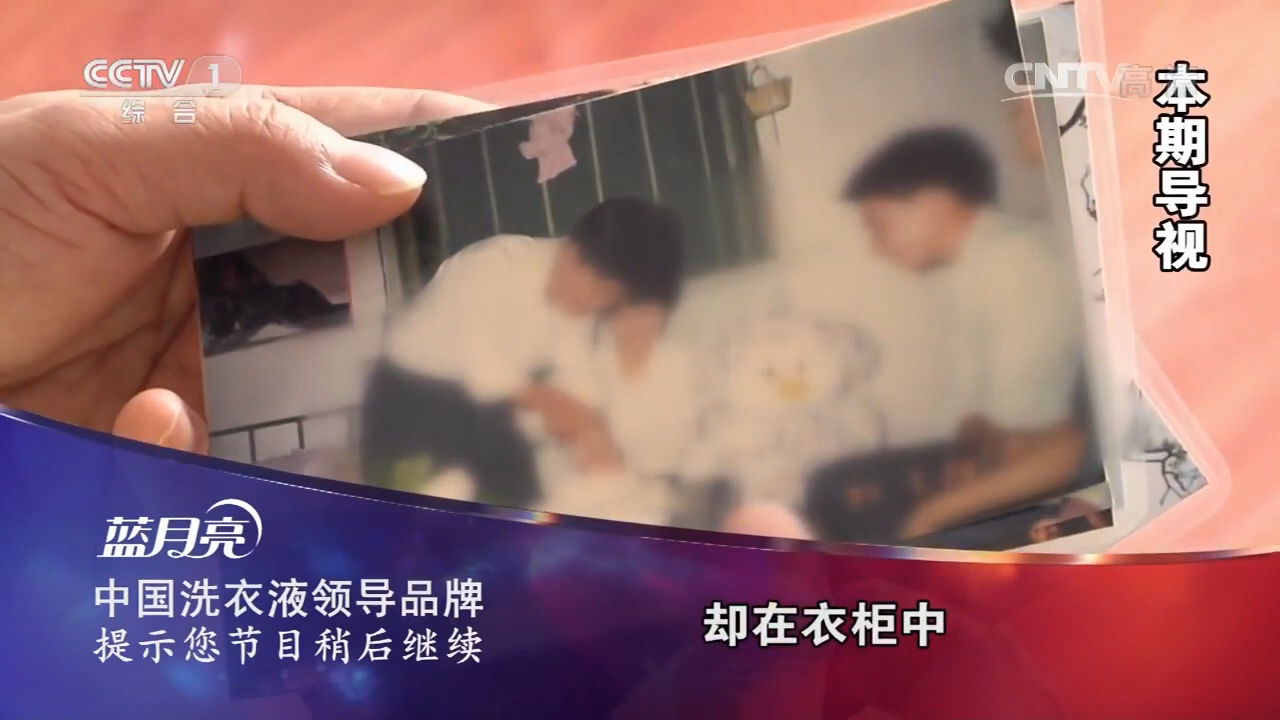 CCTV 1
综合
CNTV高清
本期导视
蓝月亮
中国洗衣液领导品牌
提示您节目稍后继续
却在衣柜中